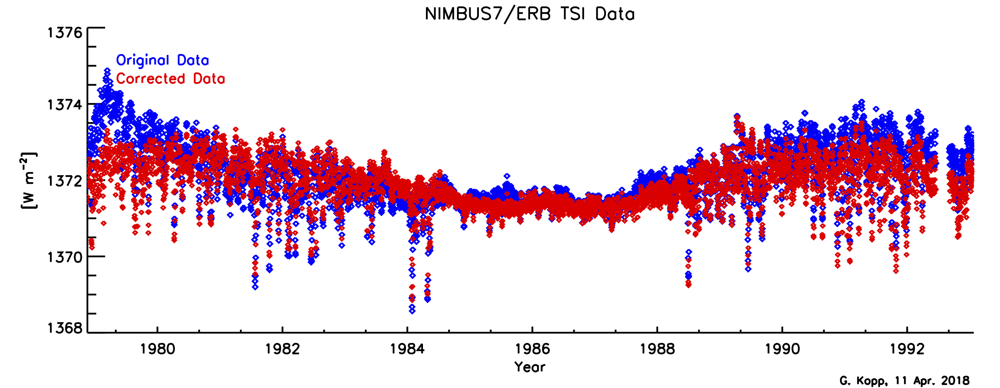 NIMBUS7/ERB TSI Data
1376
Original Data
Corrected Data
1374
[W m-2]
1372
1370
1368
1980 1982 1984 1986 1988 1990 1992
Year
G. Kopp, 11 Apr. 2018